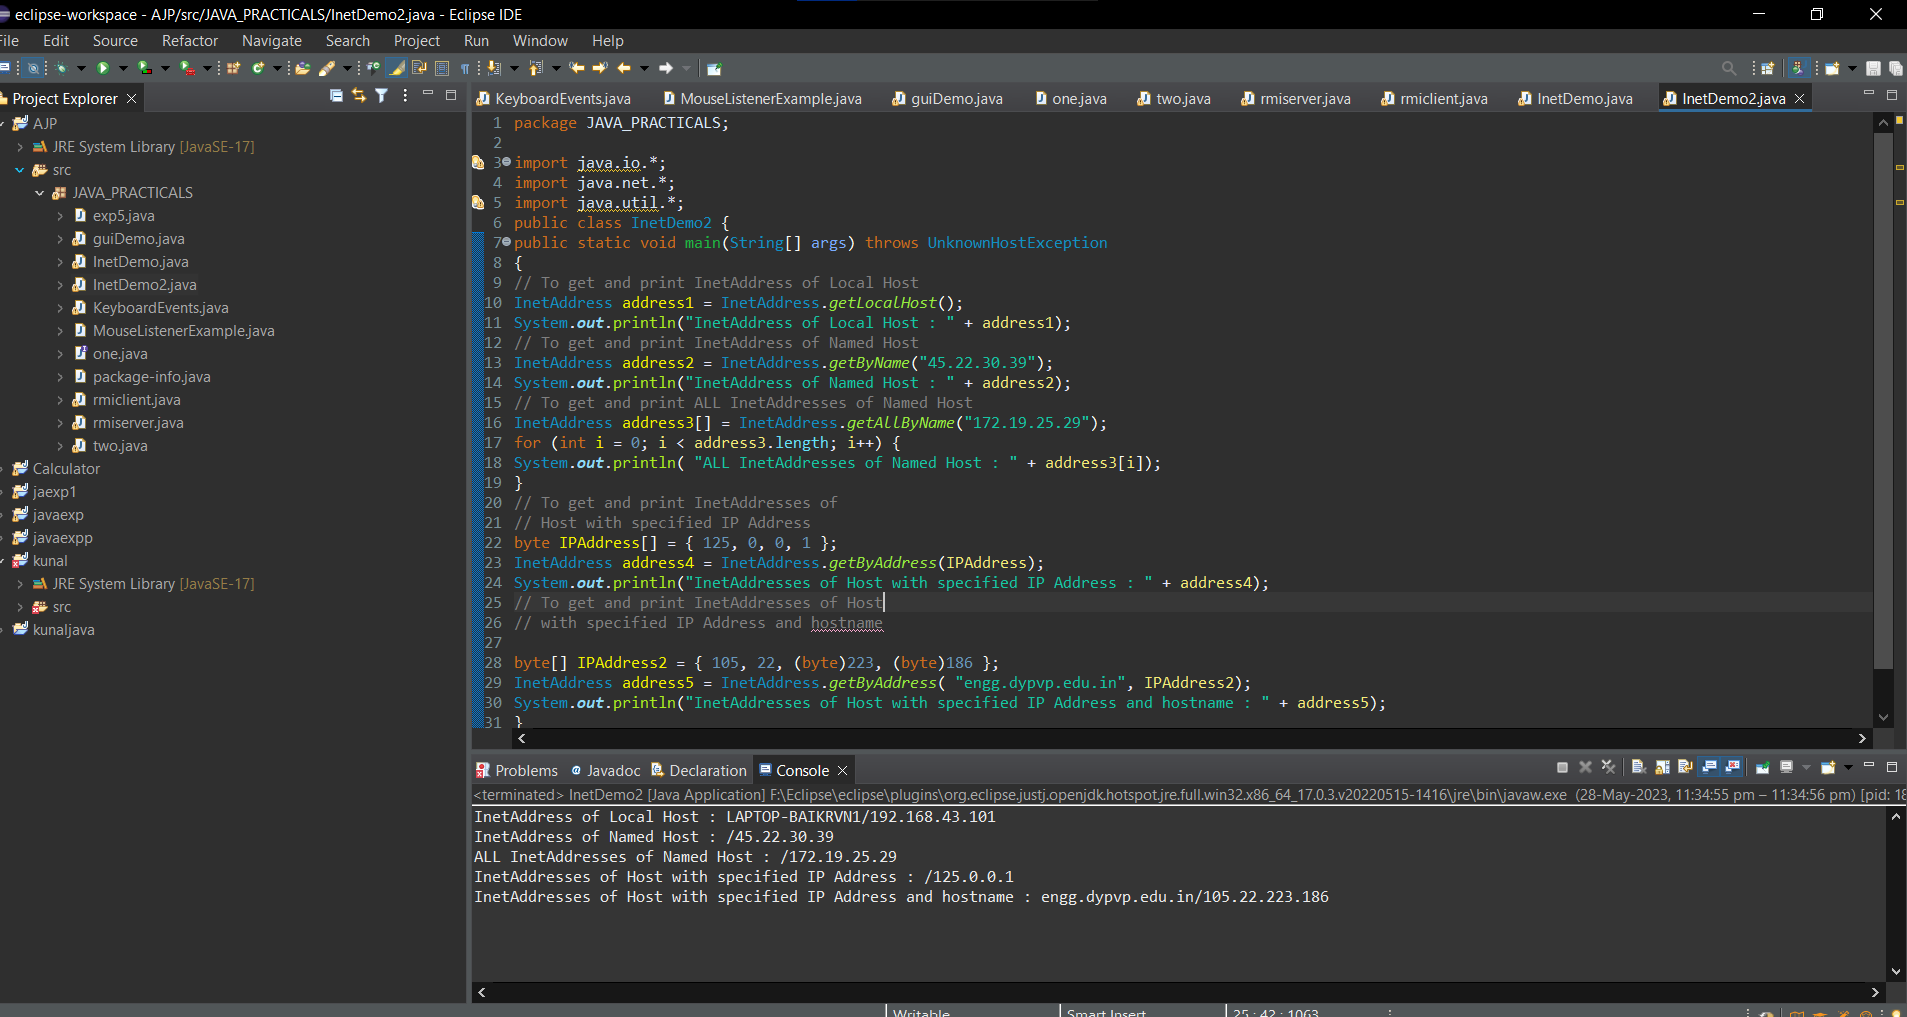 eclipse-workspace - AJP/src/JAVA_PRACTICALS/InetDemo2.java - Eclipse IDE
File Edit Source Refactor Navigate Search Project Run Window Help
Project Explorer
AJP
JRE System Library [JavaSE-17]
src
JAVA_PRACTICALS
exp5.java
guiDemo.java
InetDemo.java
InetDemo2.java
KeyboardEvents.java
MouseListenerExample.java
one.java
package-info.java
rmiclient.java
rmiserver.java
two.java
Calculator
jaexp1
javaexp
javaexpp
kunal
JRE System Library [JavaSE-17]
src
kunaljava
KeyboardEvents.java MouseListenerExample.java guiDemo.java one.java two.java rmiserver.java rmiclient.java InetDemo.java InetDemo2.java
1 package JAVA_PRACTICALS;
2
3 import java.io.*;
4 import java.net.*;
5 import java.util.*;
6 public class InetDemo2 {
7 public static void main(String[] args) throws UnknownHostException
8 {
9 // To get and print InetAddress of Local Host
10 InetAddress address1 = InetAddress.getLocalHost();
11 System.out.println("InetAddress of Local Host : " + address1);
12 // To get and print InetAddress of Named Host
13 InetAddress address2 = InetAddress.getByName("45.22.30.39");
14 System.out.println("InetAddress of Named Host : " + address2);
15 // To get and print ALL InetAddresses of Named Host
16 InetAddress address3[] = InetAddress.getAllByName("172.19.25.29");
17 for (int i = 0; i < address3.length; i++) {
18 System.out.println( "ALL InetAddresses of Named Host : " + address3[i]);
19 }
20 // To get and print InetAddresses of
21 // Host with specified IP Address
22 byte IPAddress[] = { 125, 0, 0, 1 };
23 InetAddress address4 = InetAddress.getByAddress(IPAddress);
24 System.out.println("InetAddresses of Host with specified IP Address : " + address4);
25 // To get and print InetAddresses of Host
26 // with specified IP Address and hostname
27
28 byte[] IPAddress2 = { 105, 22, (byte)223, (byte)186 };
29 InetAddress address5 = InetAddress.getByAddress( "engg.dypvp.edu.in", IPAddress2);
30 System.out.println("InetAddresses of Host with specified IP Address and hostname : " + address5);
31 }
Problems Javadoc Declaration Console
<terminated> InetDemo2 [Java Application] F:\Eclipse\eclipse\plugins\org.eclipse.justj.openjdk.hotspot.jre.full.win32.x86_64_17.0.3.v20220515-1416\jre\bin\javaw.exe (28-May-2023, 11:34:55 pm – 11:34:56 pm) [pid: 18
InetAddress of Local Host : LAPTOP-BAIKRVN1/192.168.43.101
InetAddress of Named Host : /45.22.30.39
ALL InetAddresses of Named Host : /172.19.25.29
InetAddresses of Host with specified IP Address : /125.0.0.1
InetAddresses of Host with specified IP Address and hostname : engg.dypvp.edu.in/105.22.223.186
Writable Smart Insert 25 : 42 : 1063